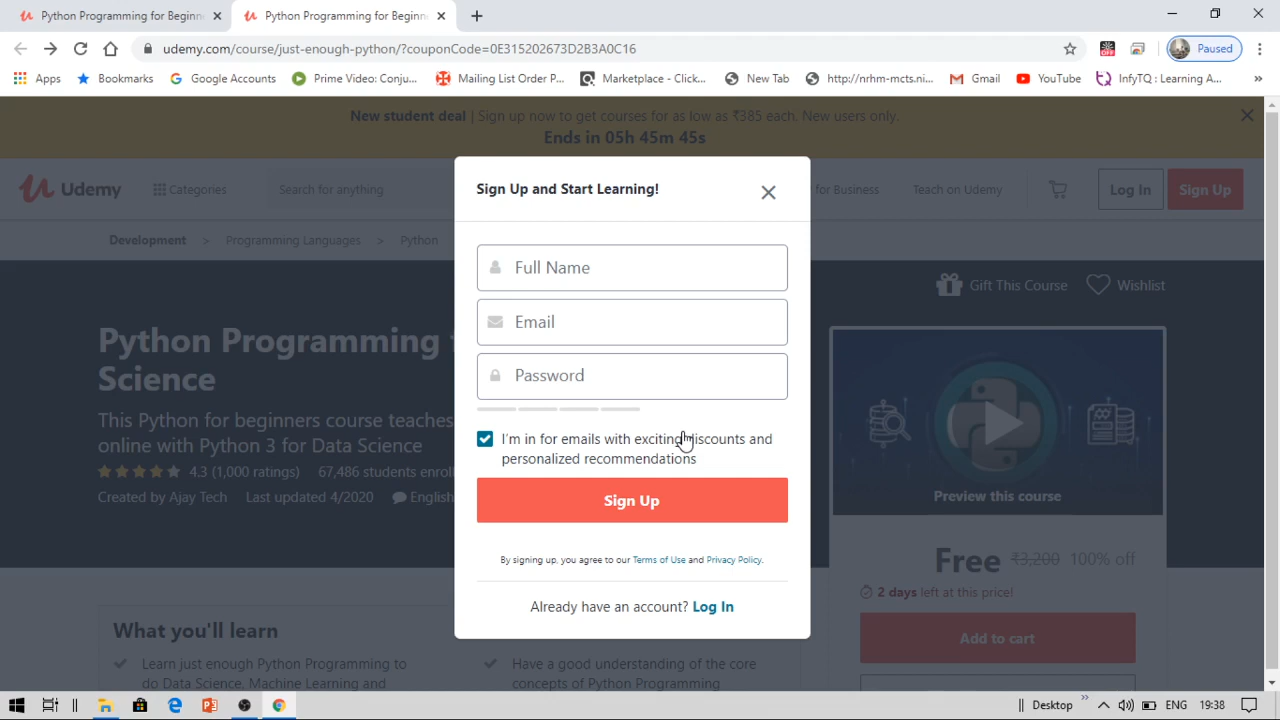 Python Programming for Beginn
Python Programming for Beginn
udemy.com/course/just-enough-python/?couponCode=0E315202673D2B3A0C16
OFF
Paused
Apps
Bookmarks
Google Accounts
Prime Video: Conju...
Mailing List Order P...
Marketplace - Click...
New Tab
http://nrhm-mcts.ni...
Gmail
YouTube
InfyTQ : Learning A...
»
New student deal | Sign up now to get courses for as low as ₹385 each. New users only.
Ends in 05h 45m 45s
Udemy
Categories
Search for anything
for Business
Teach on Udemy
Log In
Sign Up
Development > Programming Languages > Python
Gift This Course
Wishlist
Python Programming f
Science
This Python for beginners course teaches
online with Python 3 for Data Science
4.3 (1,000 ratings) 67,486 students enroll
Created by Ajay Tech Last updated 4/2020 English
Sign Up and Start Learning!
Full Name
Email
Password
I'm in for emails with exciting discounts and
personalized recommendations
Sign Up
By signing up, you agree to our Terms of Use and Privacy Policy.
Already have an account? Log In
Preview this course
Free ₹3,200 100% off
2 days left at this price!
Add to cart
What you'll learn
Learn just enough Python Programming to
do Data Science, Machine Learning and
Have a good understanding of the core
concepts of Python Programming
Desktop »
ENG
19:38